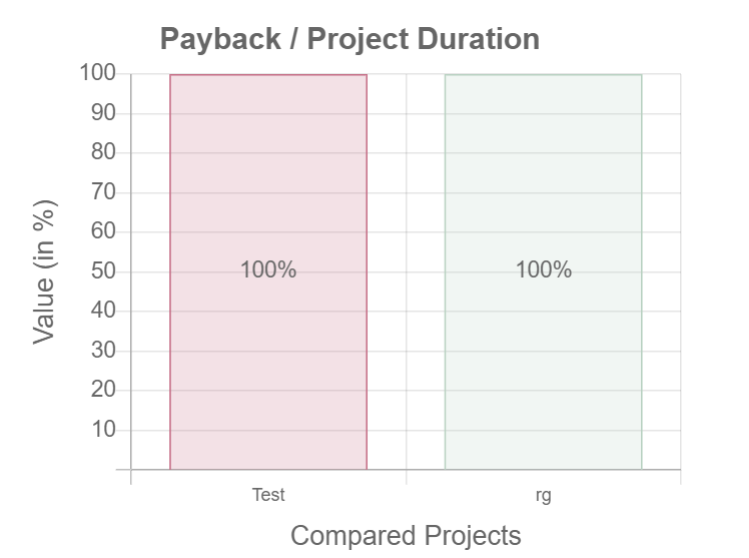 Payback / Project Duration
Value (in %)
100
90
80
70
60
50
40
30
20
10
100%
100%
Test
rg
Compared Projects